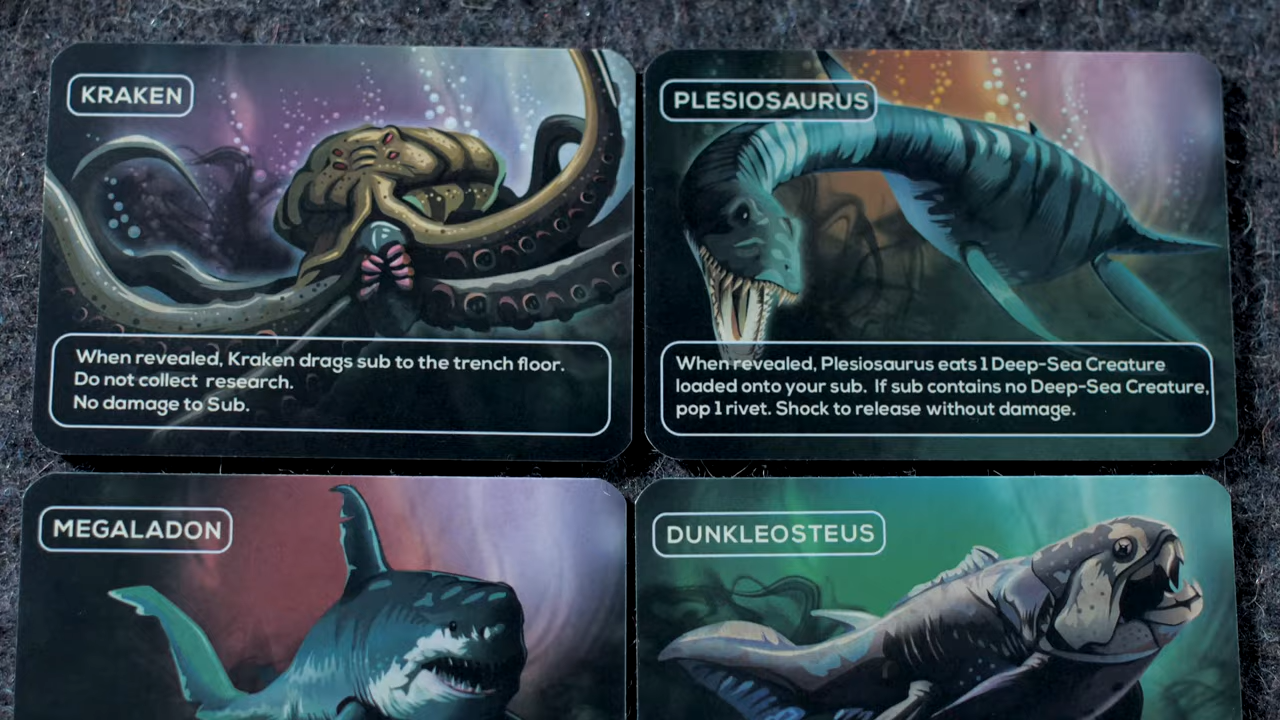 KRAKEN
When revealed, Kraken drags sub to the trench floor.
Do not collect research.
No damage to Sub.
PLESIOSAURUS
When revealed, Plesiosaurus eats 1 Deep-Sea Creature
loaded onto your sub. If sub contains no Deep-Sea Creature,
pop 1 rivet. Shock to release without damage.
MEGALADON
DUNKLEOSTEUS